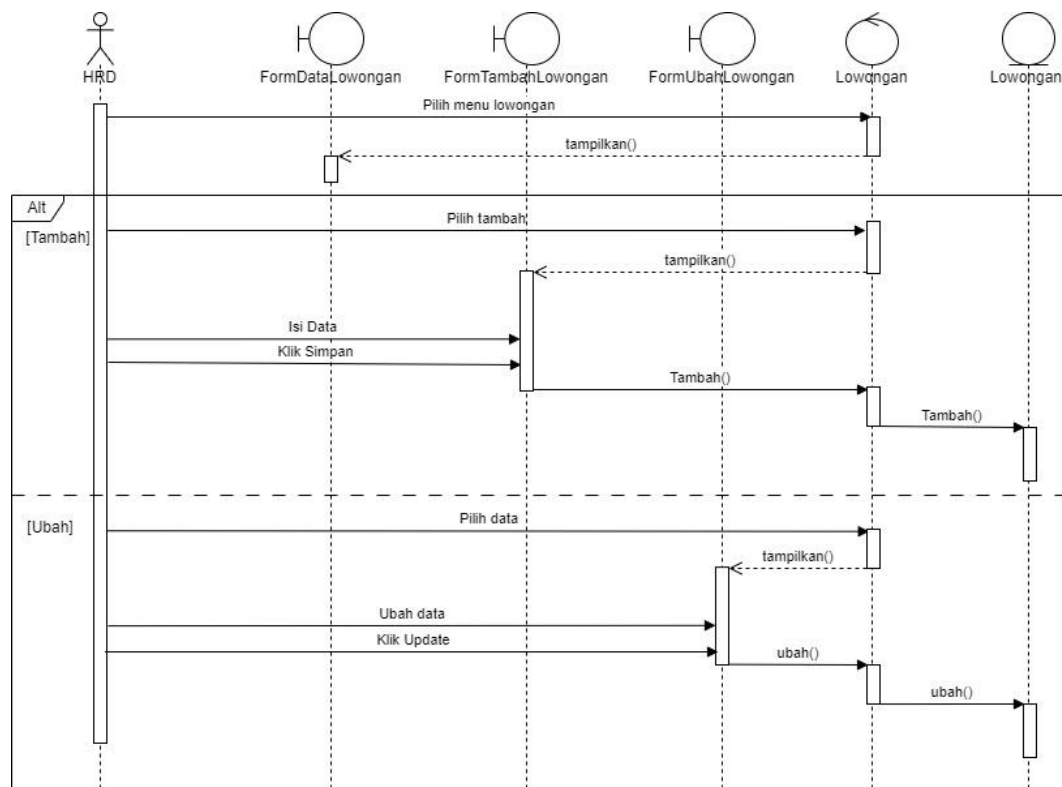 HRD
FormDataLowongan
FormTambahLowongan
FormUbahLowongan
Lowongan
Lowongan
Pilih menu lowongan
tampilkan()
Alt
[Tambah]
Pilih tambah
tampilkan()
Isi Data
Klik Simpan
Tambah()
Tambah()
[Ubah]
Pilih data
tampilkan()
Ubah data
Klik Update
ubah()
ubah()